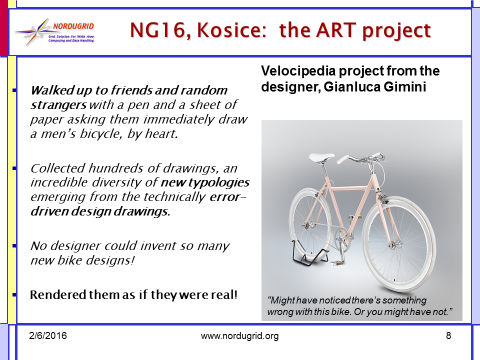 NORDUGRID
Grid Solution for Wide Area
Computing and Data Handling
NG16, Kosice: the ART project
Walked up to friends and random
strangers with a pen and a sheet of
paper asking them immediately draw
a men's bicycle, by heart.
Collected hundreds of drawings, an
incredible diversity of new typologies
emerging from the technically error-
driven design drawings.
No designer could invent so many
new bike designs!
Rendered them as if they were real!
Velocipedia project from the
designer, Gianluca Gimini
"Might have noticed there's something
wrong with this bike. Or you might have not."
2/6/2016
www.nordugrid.org
8